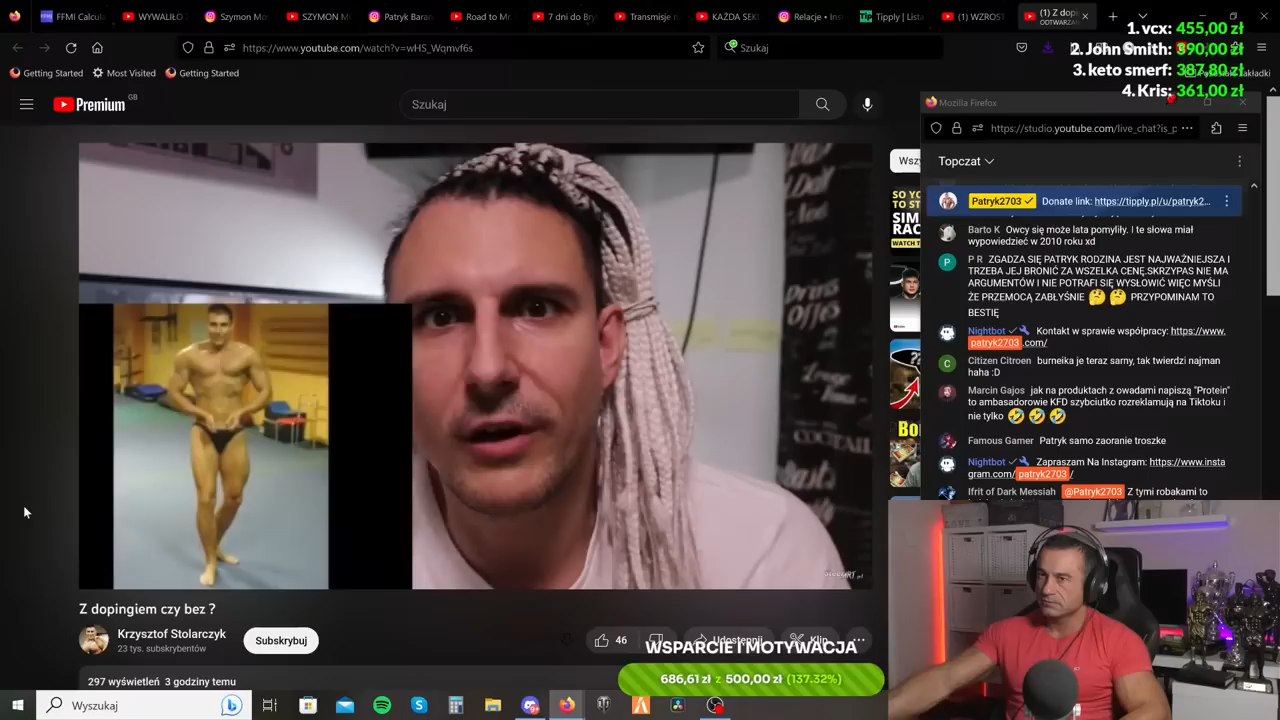 FFMI Calcula
WYWALIŁO
Szymon Mo
SZYMON M
Patryk Baran
Road to Mr
7 dni do Br
Transmisje n
KAŻDA SEK
Relacje • Ins
Tipply | Lista
(1) WZROST
(1) Z dopi
ODTWARZA
https://www.youtube.com/watch?v=wHS_Wqmvf6s
Szukaj
Getting Started
Most Visited
Getting Started
1. vcx: 455,00 zł
2. John Smith: 390,00 zł
3. keto smerf: 387,80 zł
4. Kris: 361,00 zł
Premium GB
Szukaj
Mozilla Firefox
https://studio.youtube.com/live_chat?is_p
Topczat
Patryk2703 Donate link: https://tipply.pl/u/patryk2...
Barto K Owcy się może lata pomyliły. I te słowa miał
wypowiedzieć w 2010 roku xd
P R ZGADZA SIĘ PATRYK RODZINA JEST NAJWAŻNIEJSZA I
TRZEBA JEJ BRONIĆ ZA WSZELKA CENĘ.SKRZYPAS NIE MA
ARGUMENTÓW I NIE POTRAFI SIĘ WYSŁOWIĆ WIĘC MYŚLI
ŻE PRZEMOCĄ ZABŁYŚNIE 🤔 🤔 PRZYPOMINAM TO
BESTIĘ
Nightbot Kontakt w sprawie współpracy: https://www.
patryk2703.com/
Citizen Citroen burneika je teraz sarny, tak twierdzi najman
haha :D
Marcin Gajos jak na produktach z owadami napiszą "Protein"
to ambasadorowie KFD szybciutko rozreklamują na Tiktoku i
nie tylko 🤣 🤣 🤣
Famous Gamer Patryk samo zaoranie troszke
Nightbot Zapraszam Na Instagram: https://www.insta
gram.com/patryk2703/
Ifrit of Dark Messiah @Patryk2703 Z tymi robakami to
Z dopingiem czy bez ?
Krzysztof Stolarczyk
23 tys. subskrybentów
Subskrybuj
46
Udostępnij
Klip
WSPARCIE I MOTYWACJA
686,61 zł z 500,00 zł (137.32%)
297 wyświetleń 3 godziny temu
Wyszukaj